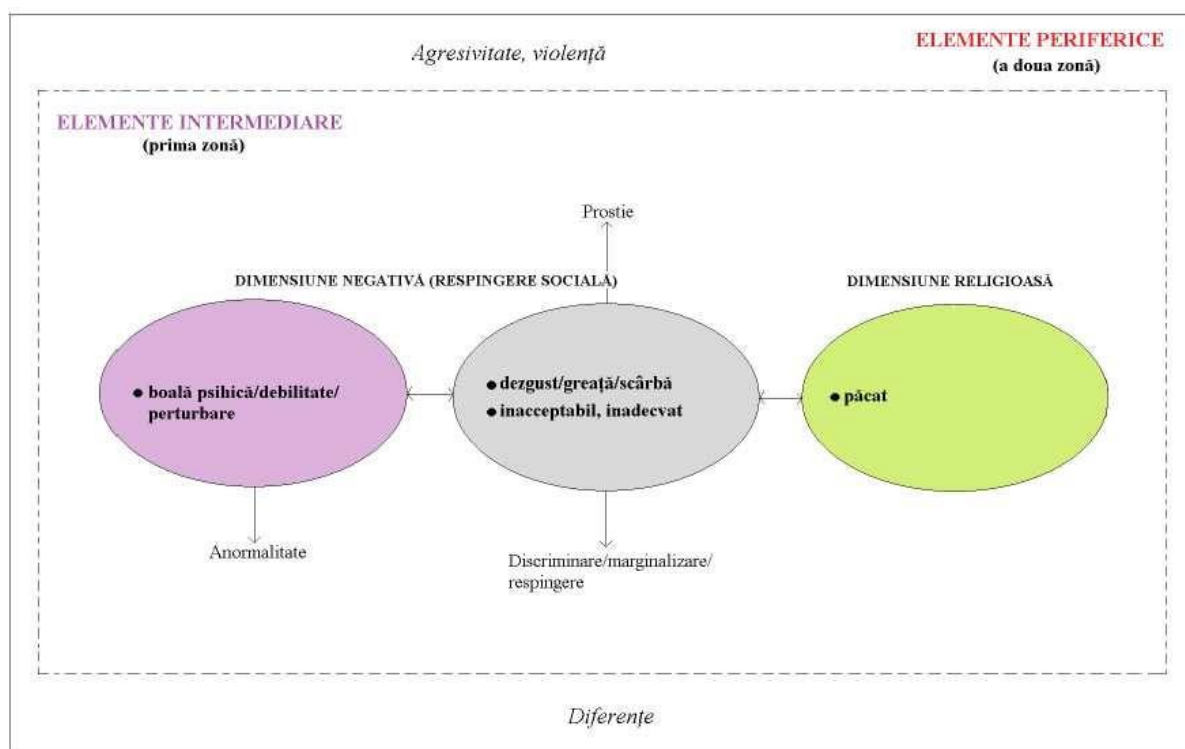 Agresivitate, violență
ELEMENTE PERIFERICE
(a doua zonă)
ELEMENTE INTERMEDIARE
(prima zonă)
Prostie
DIMENSIUNE NEGATIVĂ (RESPINGERE SOCIALĂ)
DIMENSIUNE RELIGIOASĂ
boală psihică/debilitate/
perturbare
dezgust/greață/scârbă
inacceptabil, inadecvat
păcat
Anormalitate
Discriminare/marginalizare/
respingere
Diferențe